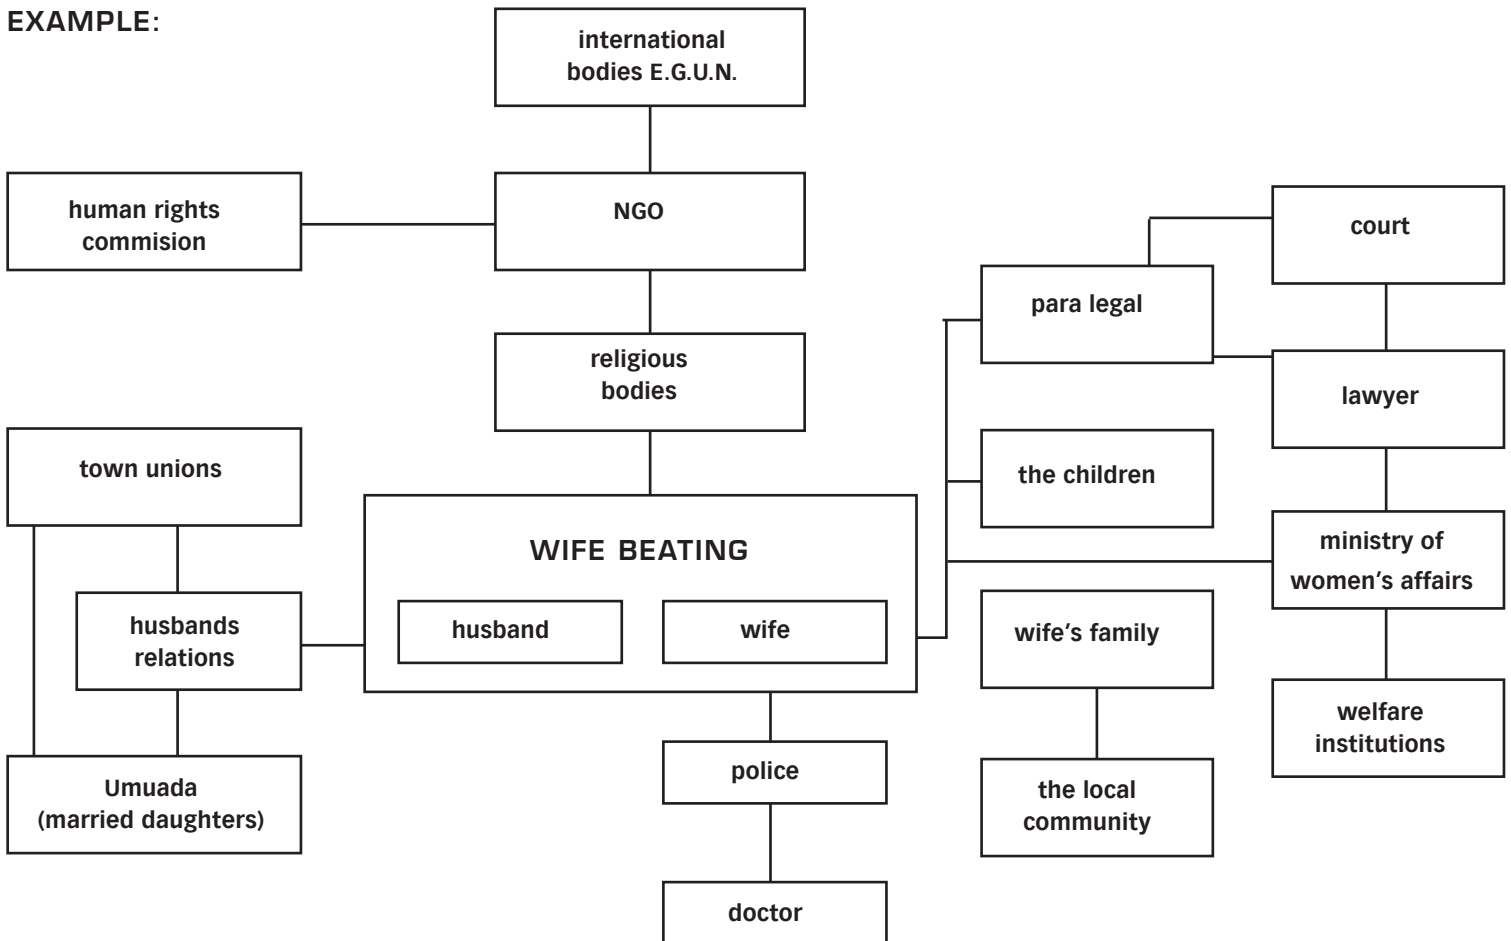 EXAMPLE:
international
bodies E.G.U.N.
human rights
commision
NGO
court
para legal
religious
bodies
lawyer
town unions
the children
WIFE BEATING
ministry of
women's affairs
husbands
relations
husband
wife
wife's family
welfare
institutions
police
Umuada
(married daughters)
the local
community
doctor